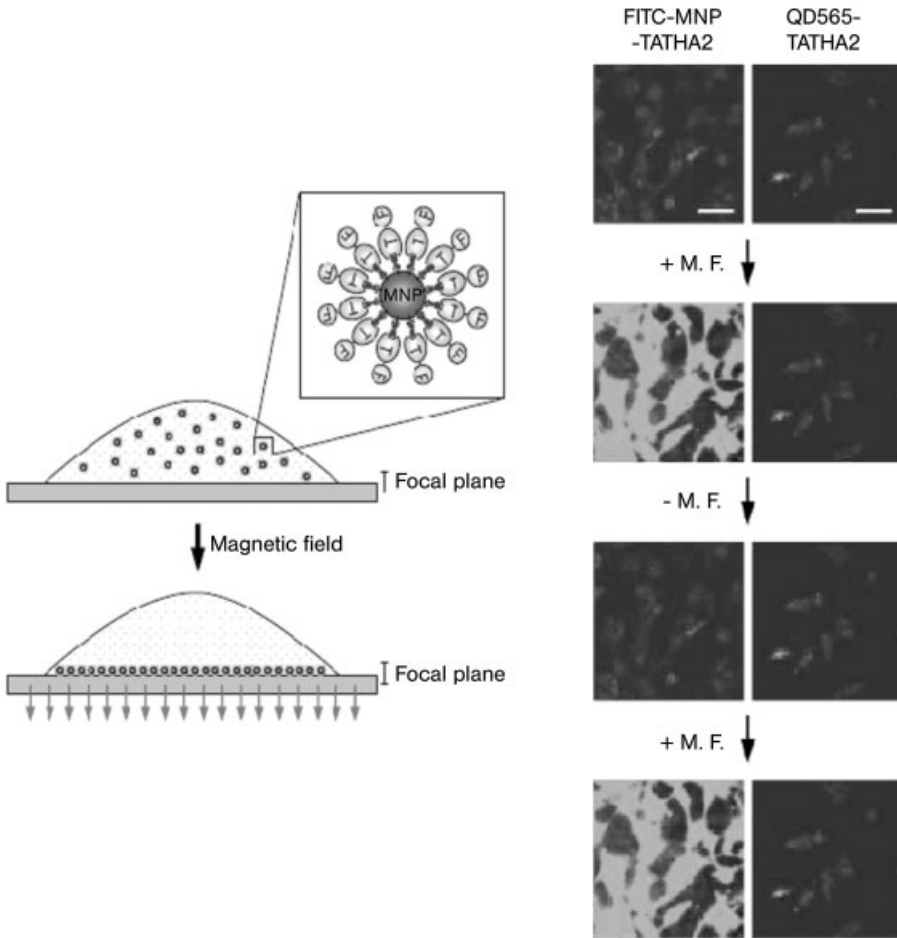 FITC-MNP
-TATHA2
QD565-
TATHA2
MNP
F F F F F F F F F F F F
T T T T T T T T T T T T
Focal plane
Magnetic field
Focal plane
+ M. F.
- M. F.
+ M. F.